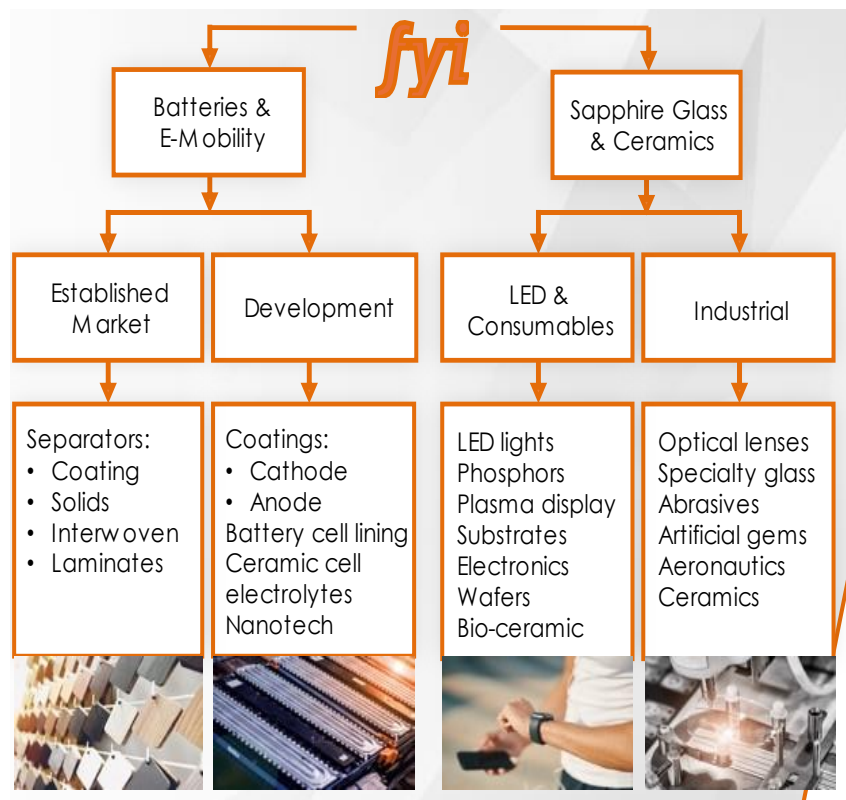 fyi
Batteries &
E-Mobility
Sapphire Glass
& Ceramics
Established
Market
Development
LED &
Consumables
Industrial
Separators:
• Coating
• Solids
• Interwoven
• Laminates
Coatings:
• Cathode
• Anode
Battery cell lining
Ceramic cell
electrolytes
Nanotech
LED lights
Phosphors
Plasma display
Substrates
Electronics
Wafers
Bio-ceramic
Optical lenses
Specialty glass
Abrasives
Artificial gems
Aeronautics
Ceramics